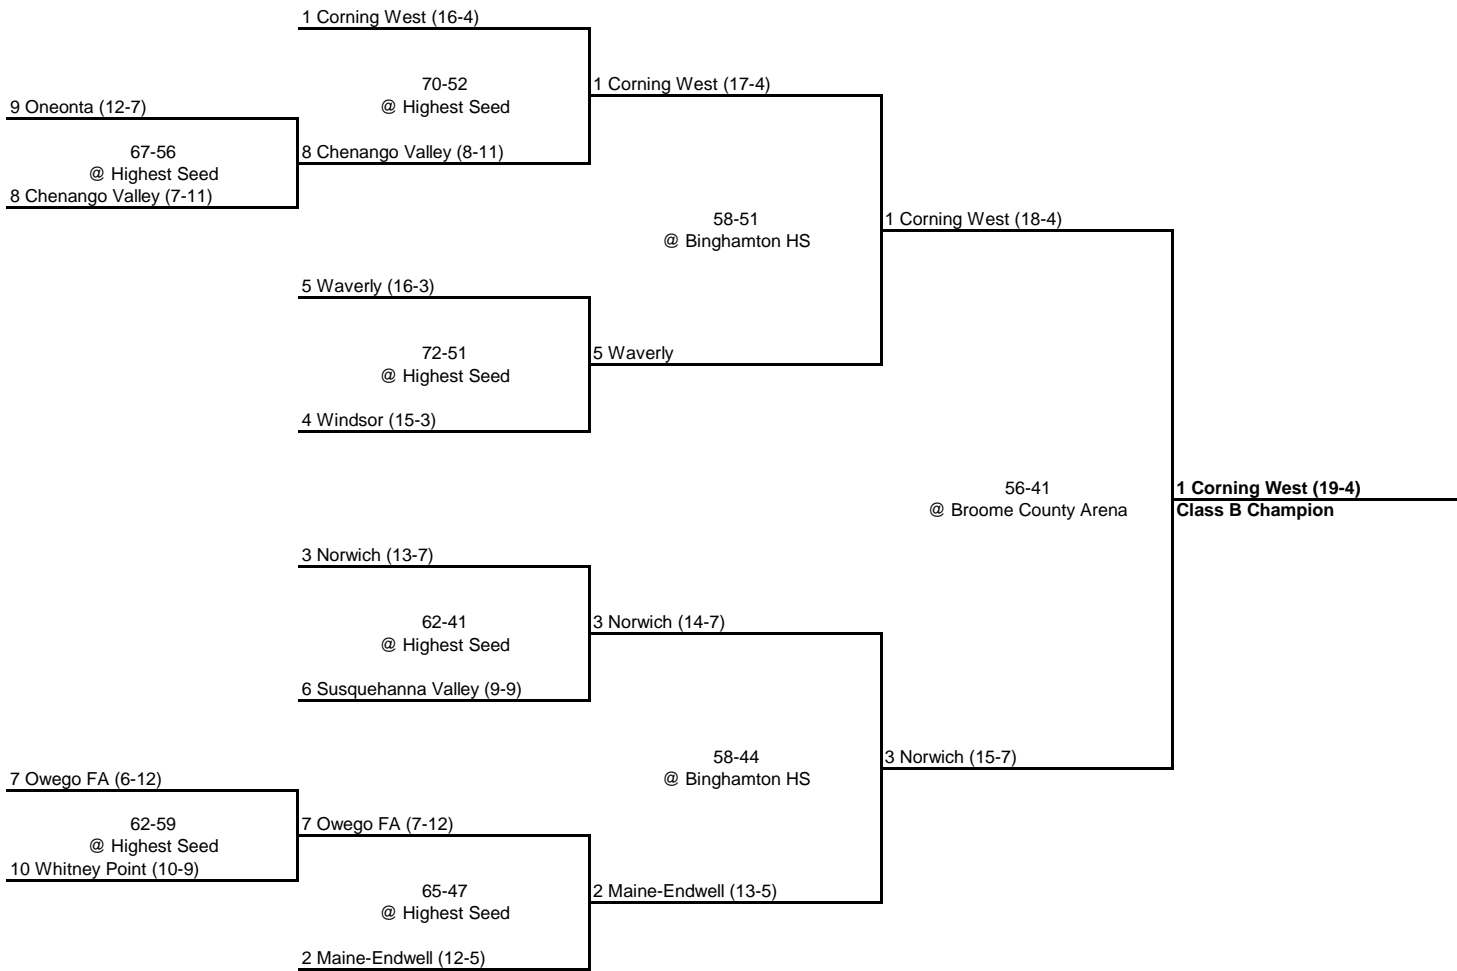 1 Corning West (16-4)
70-52
@ Highest Seed
1 Corning West (17-4)
9 Oneonta (12-7)
67-56
@ Highest Seed
8 Chenango Valley (8-11)
8 Chenango Valley (7-11)
58-51
@ Binghamton HS
1 Corning West (18-4)
5 Waverly (16-3)
72-51
@ Highest Seed
5 Waverly
4 Windsor (15-3)
56-41
@ Broome County Arena
1 Corning West (19-4)
Class B Champion
3 Norwich (13-7)
62-41
@ Highest Seed
3 Norwich (14-7)
6 Susquehanna Valley (9-9)
58-44
@ Binghamton HS
3 Norwich (15-7)
7 Owego FA (6-12)
62-59
@ Highest Seed
7 Owego FA (7-12)
10 Whitney Point (10-9)
65-47
@ Highest Seed
2 Maine-Endwell (13-5)
2 Maine-Endwell (12-5)